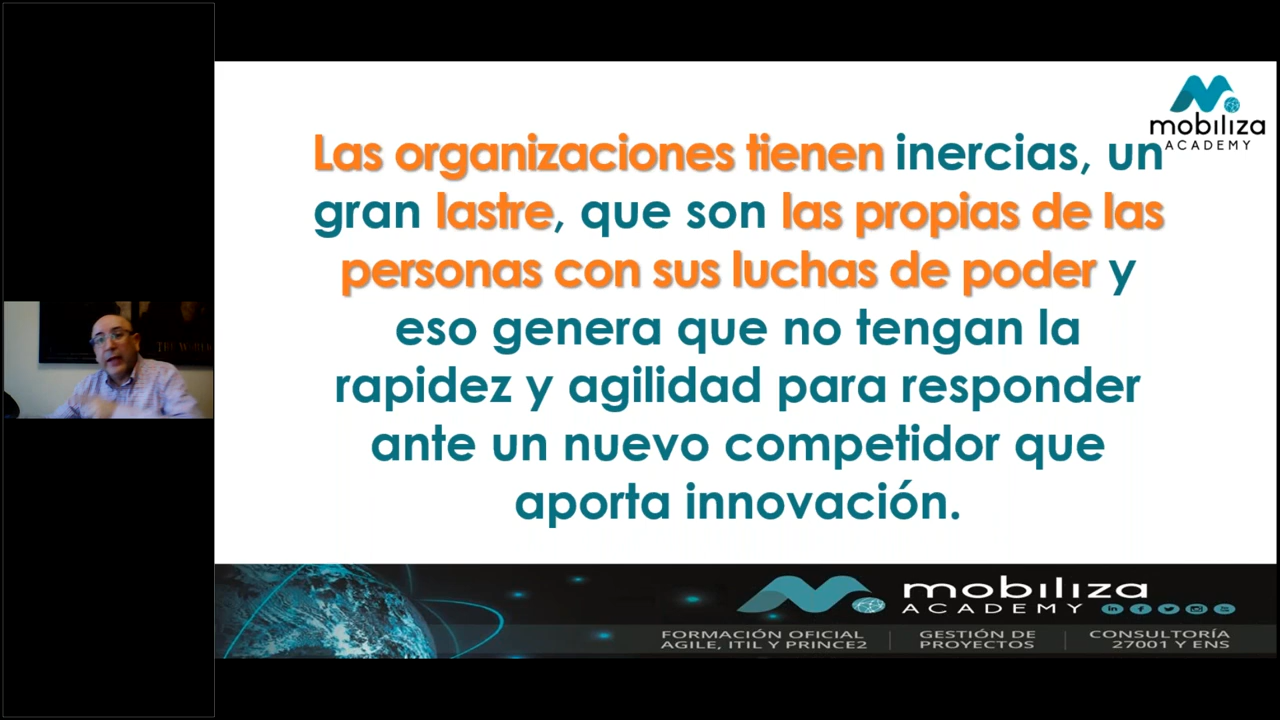 mobiliza
ACADEMY
Las organizaciones tienen inercias, un
gran lastre, que son las propias de las
personas con sus luchas de poder y
eso genera que no tengan la
rapidez y agilidad para responder
ante un nuevo competidor que
aporta innovación.
mobiliza
ACADEMY
FORMACIÓN OFICIAL
AGILE, ITIL Y PRINCE2
GESTIÓN DE
PROYECTOS
CONSULTORÍA
27001 Y ENS